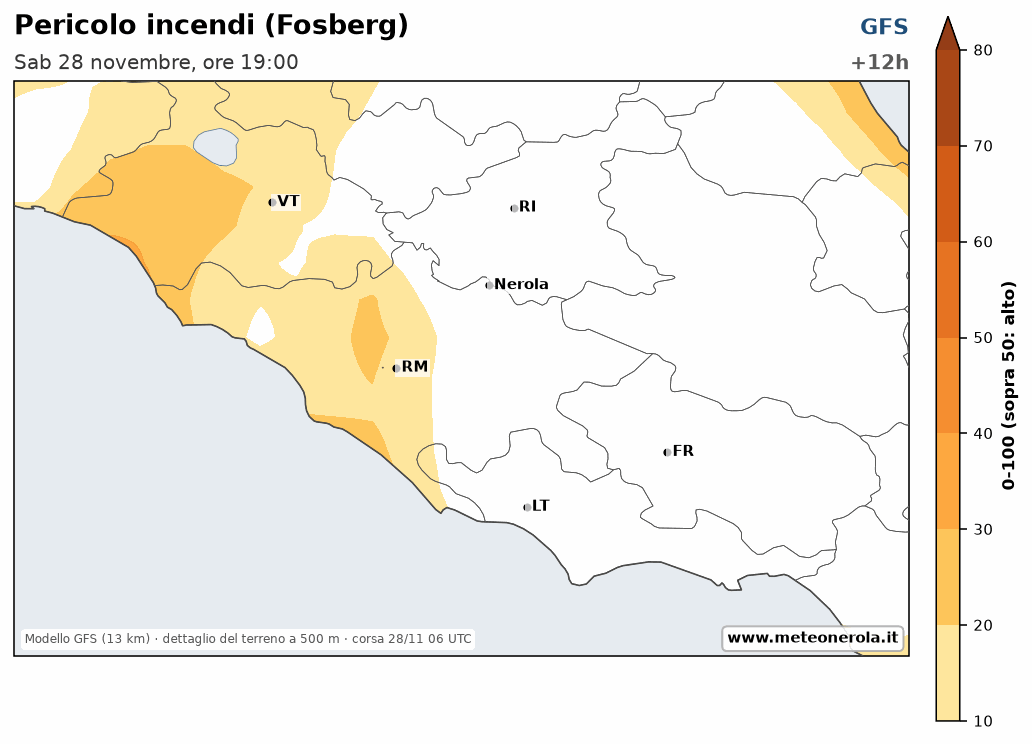 Pericolo incendi (Fosberg)
GFS
Sab 28 novembre, ore 19:00
+12h
VT
RI
Nerola
RM
FR
LT
80
70
60
50
40
30
20
10
0-100 (sopra 50: alto)
Modello GFS (13 km) · dettaglio del terreno a 500 m · corsa 28/11 06 UTC
www.meteonerola.it